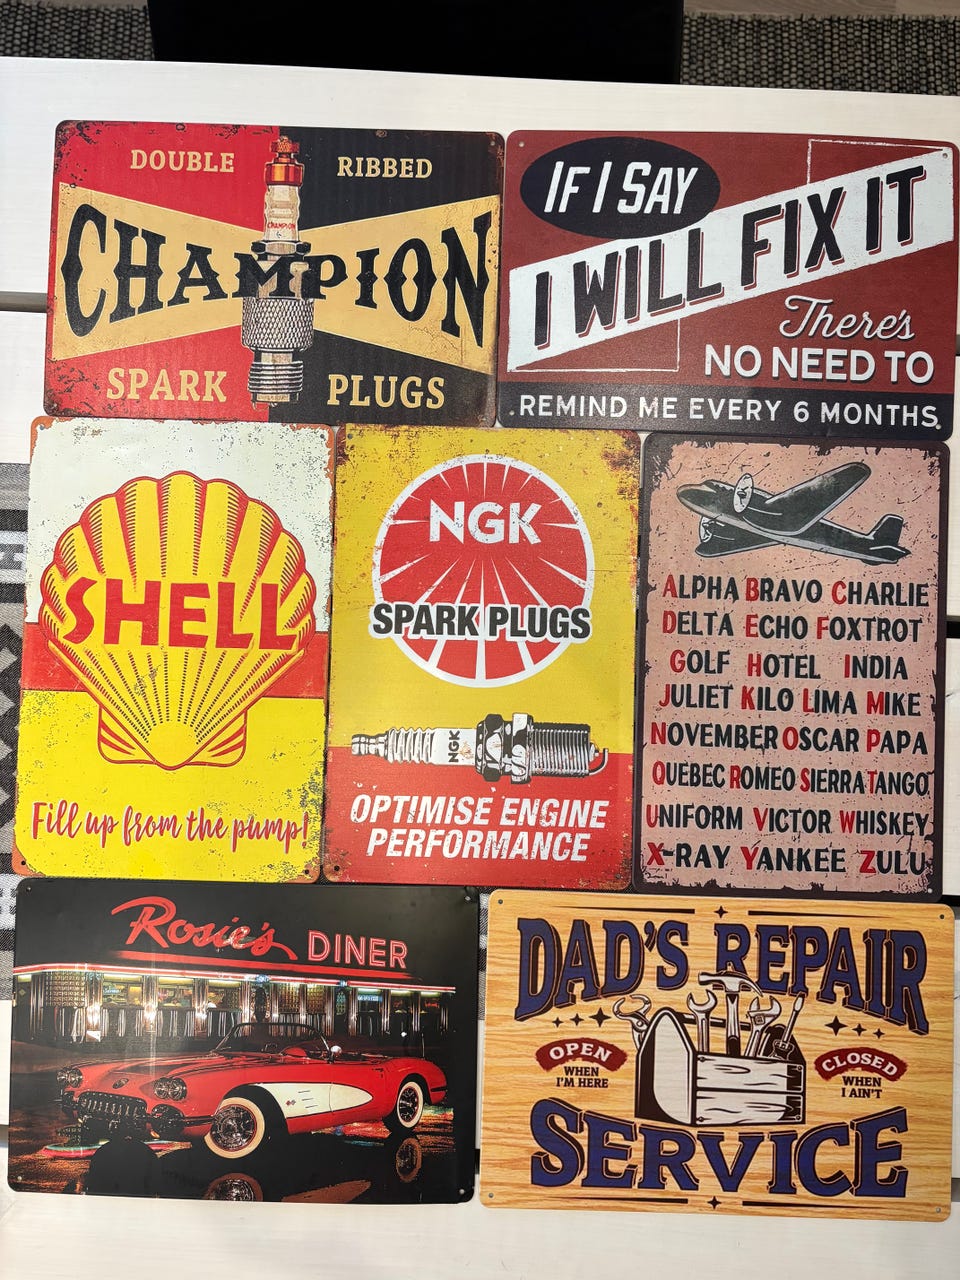 DOUBLE RIBBED
CHAMPION
CHAMPION
6
SPARK PLUGS
IF I SAY
I WILL FIX IT
There's
NO NEED TO
REMIND ME EVERY 6 MONTHS.
SHELL
Fill up from the pump!
NGK
SPARK PLUGS
NGK
OPTIMISE ENGINE
PERFORMANCE
ALPHA BRAVO CHARLIE
DELTA ECHO FOXTROT
GOLF HOTEL INDIA
JULIET KILO LIMA MIKE
NOVEMBER OSCAR PAPA
QUEBEC ROMEO SIERRA TANGO
UNIFORM VICTOR WHISKEY
X-RAY YANKEE ZULU
Rosie's DINER
DAD'S REPAIR
OPEN
WHEN
I'M HERE
CLOSED
WHEN
I AIN'T
SERVICE